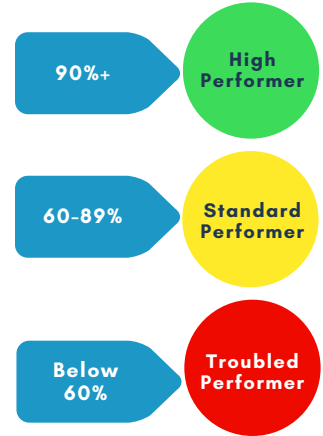 90%+
High
Performer
60-89%
Standard
Performer
Below
60%
Troubled
Performer